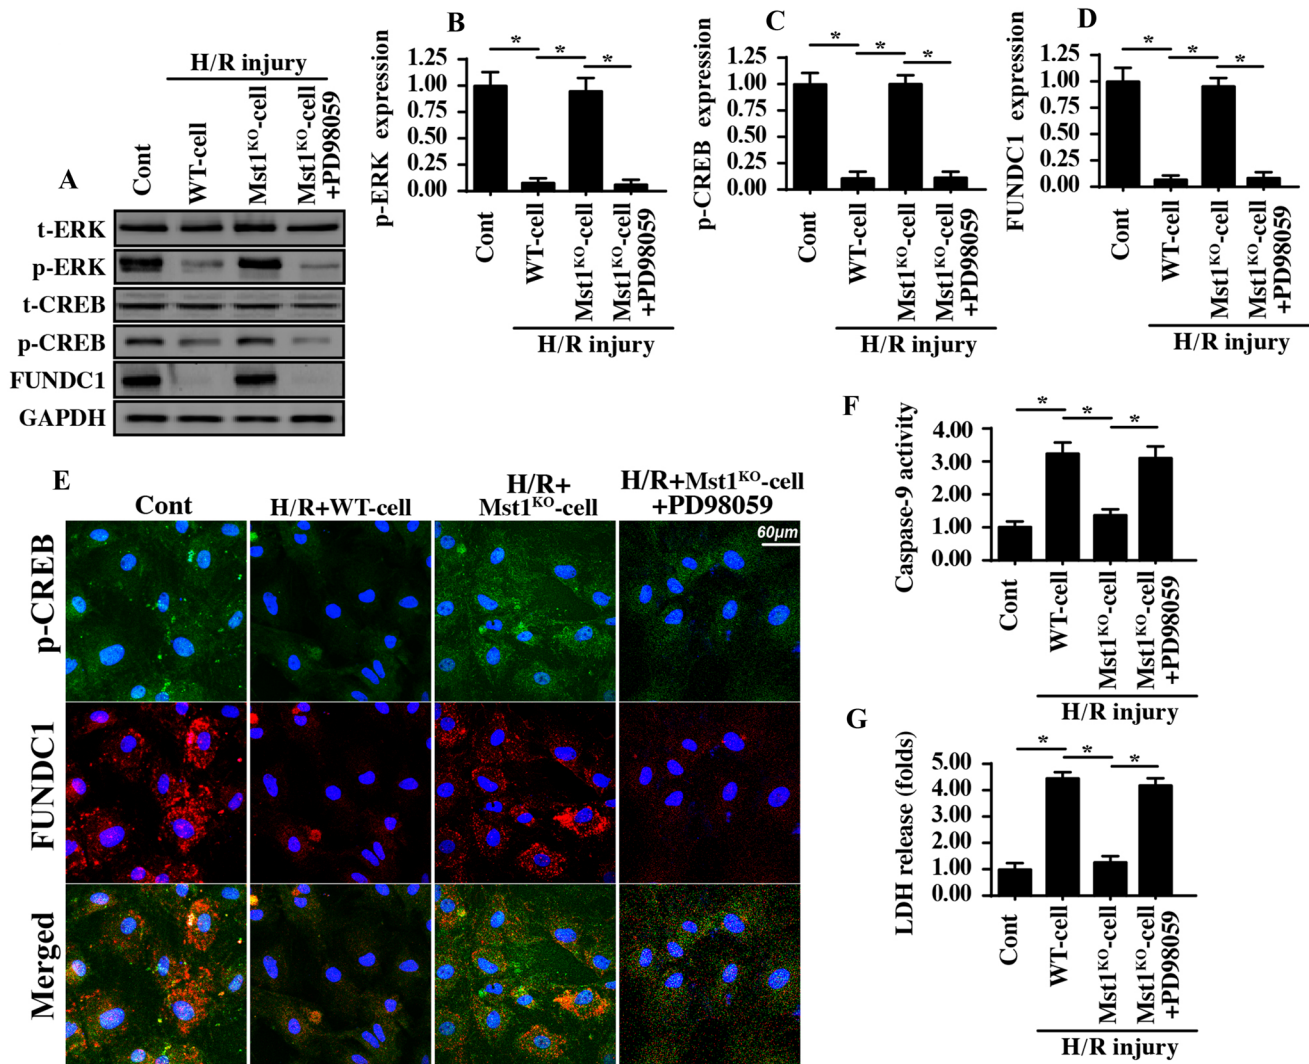 A
H/R injury
Cont
WT-cell
Mst1KO-cell
Mst1KO-cell
+PD98059
t-ERK
p-ERK
t-CREB
p-CREB
FUNDC1
GAPDH
B
p-ERK expression
1.25
1.00
0.75
0.50
0.25
0.00
*
*
*
Cont
WT-cell
Mst1KO-cell
Mst1KO-cell
+PD98059
H/R injury
C
p-CREB expression
1.25
1.00
0.75
0.50
0.25
0.00
*
*
*
Cont
WT-cell
Mst1KO-cell
Mst1KO-cell
+PD98059
H/R injury
D
FUNDC1 expression
1.25
1.00
0.75
0.50
0.25
0.00
*
*
*
Cont
WT-cell
Mst1KO-cell
Mst1KO-cell
+PD98059
H/R injury
E
Cont
H/R+WT-cell
H/R+
Mst1KO-cell
H/R+Mst1KO-cell
+PD98059
60μm
p-CREB
FUNDC1
Merged
F
Caspase-9 activity
4.00
3.00
2.00
1.00
0.00
*
*
*
Cont
WT-cell
Mst1KO-cell
Mst1KO-cell
+PD98059
H/R injury
G
LDH release (folds)
5.00
4.00
3.00
2.00
1.00
0.00
*
*
*
Cont
WT-cell
Mst1KO-cell
Mst1KO-cell
+PD98059
H/R injury